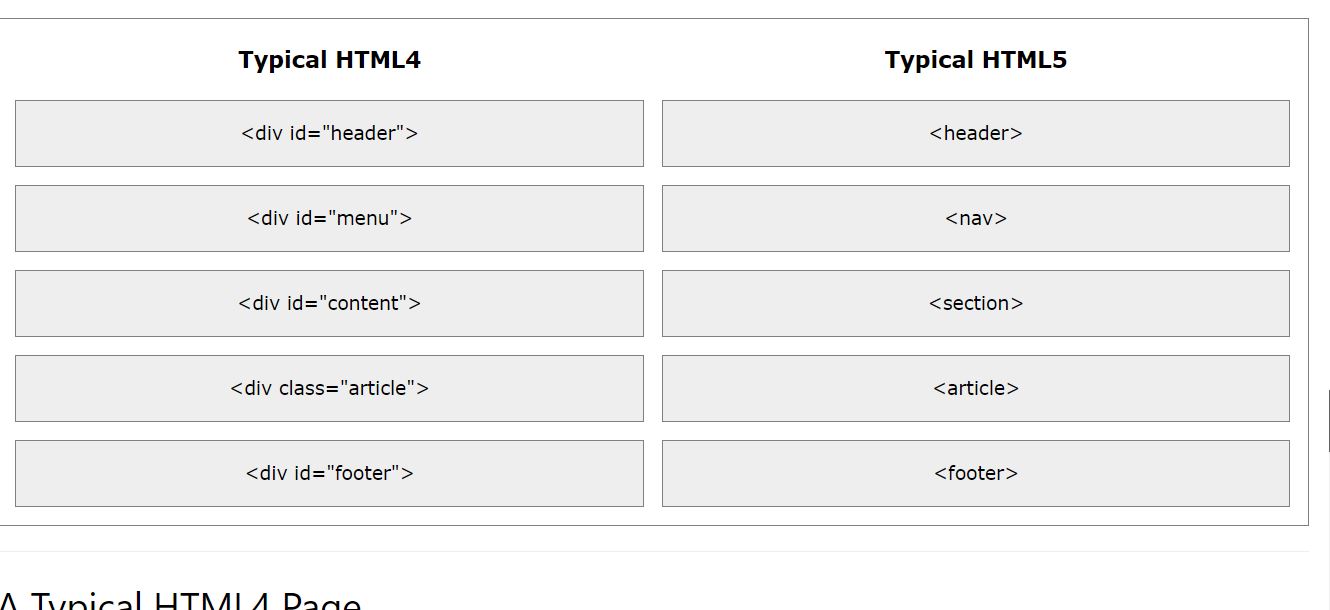 Typical HTML4 Typical HTML5
<div id="header"> <header>
<div id="menu"> <nav>
<div id="content"> <section>
<div class="article"> <article>
<div id="footer"> <footer>
A Typical HTML4 Page